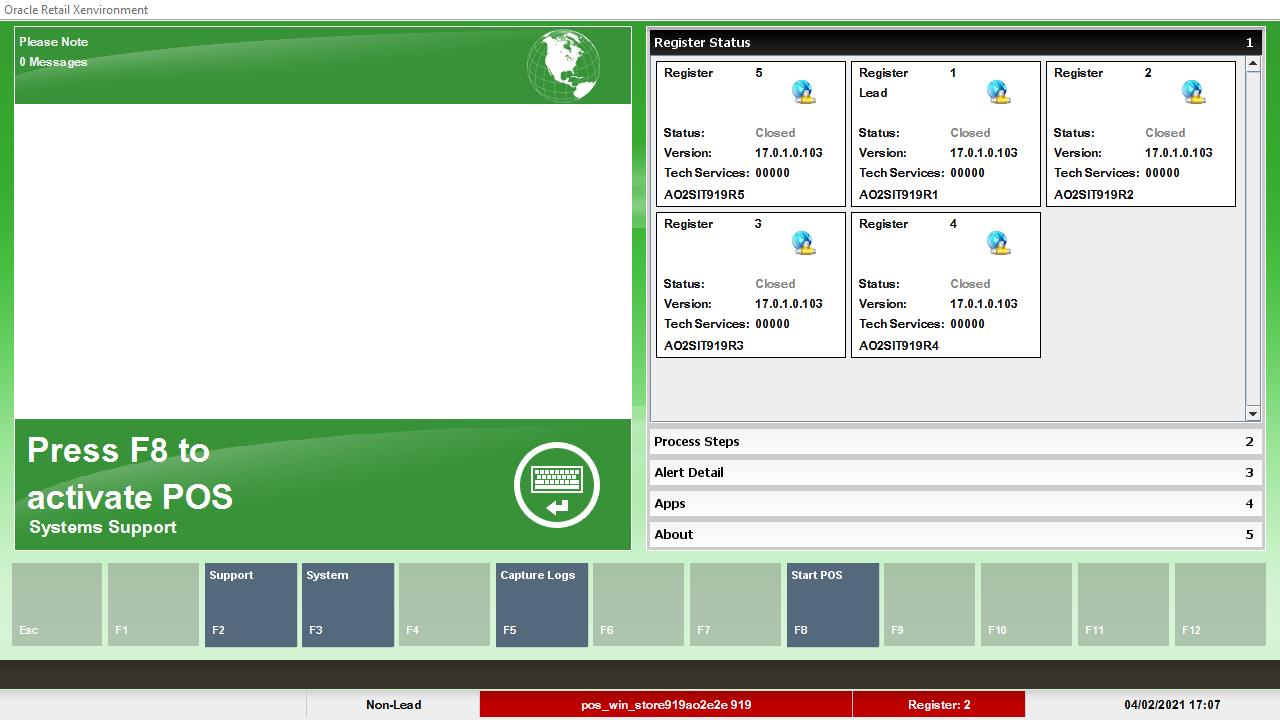 Oracle Retail Xenvironment
Please Note
0 Messages
Press F8 to
activate POS
Systems Support
Register Status 1
Register 5
Status: Closed
Version: 17.0.1.0.103
Tech Services: 00000
AO2SIT919R5
Register 1
Lead
Status: Closed
Version: 17.0.1.0.103
Tech Services: 00000
AO2SIT919R1
Register 2
Status: Closed
Version: 17.0.1.0.103
Tech Services: 00000
AO2SIT919R2
Register 3
Status: Closed
Version: 17.0.1.0.103
Tech Services: 00000
AO2SIT919R3
Register 4
Status: Closed
Version: 17.0.1.0.103
Tech Services: 00000
AO2SIT919R4
Process Steps 2
Alert Detail 3
Apps 4
About 5
Esc
F1
Support
F2
System
F3
F4
Capture Logs
F5
F6
F7
Start POS
F8
F9
F10
F11
F12
Non-Lead
pos_win_store919ao2e2e 919
Register: 2
04/02/2021 17:07